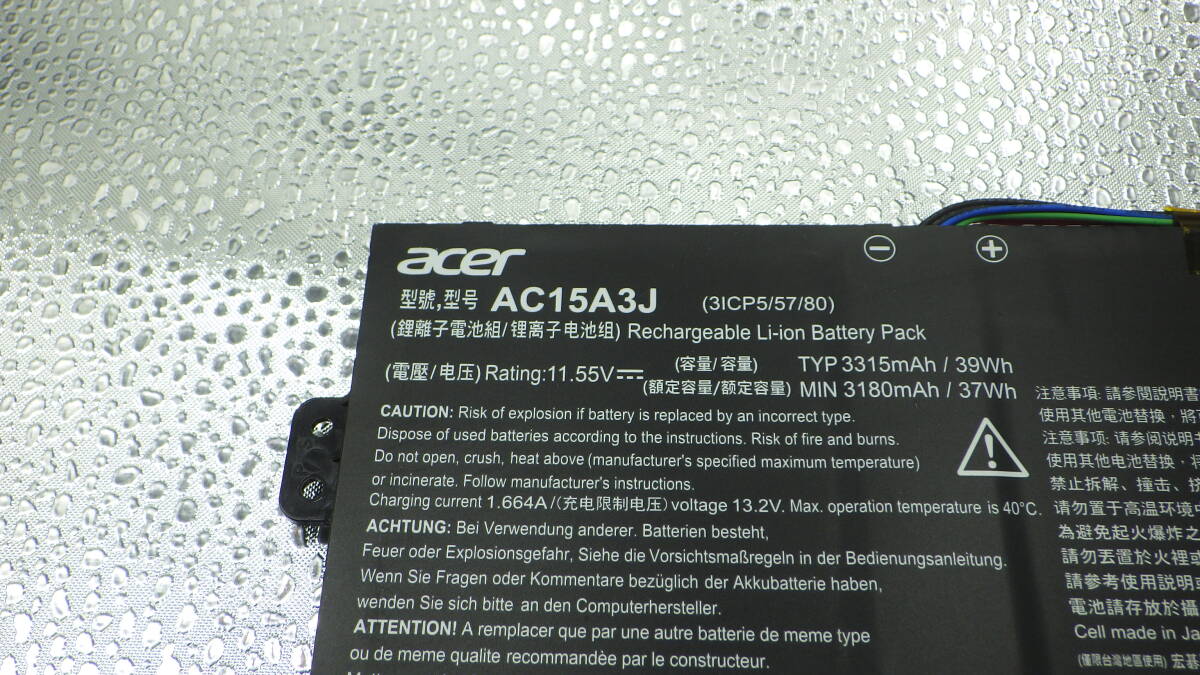 acer
型號,型号 AC15A3J (3ICP5/57/80)
(鋰離子電池組/锂离子电池组) Rechargeable Li-ion Battery Pack
(電壓/电压) Rating:11.55V⎓ (容量/容量) TYP 3315mAh / 39Wh
(額定容量/额定容量) MIN 3180mAh / 37Wh
CAUTION: Risk of explosion if battery is replaced by an incorrect type.
Dispose of used batteries according to the instructions. Risk of fire and burns.
Do not open, crush, heat above (manufacturer's specified maximum temperature)
or incinerate. Follow manufacturer's instructions.
Charging current 1.664A/(充电限制电压) voltage 13.2V. Max. operation temperature is 40°C.
ACHTUNG: Bei Verwendung anderer. Batterien besteht,
Feuer oder Explosionsgefahr, Siehe die Vorsichtsmaßregeln in der Bedienungsanleitung.
Wenn Sie Fragen oder Kommentare bezüglich der Akkubatterie haben,
wenden Sie sich bitte an den Computerhersteller.
ATTENTION! A remplacer que par une autre batterie de meme type
ou de meme qualite recommandèe par le constructeur.
注意事項: 請參閱說明書
使用其他電池替換，將
注意事项: 请参阅说明
使用其他电池替换，
禁止拆解、撞击、
请勿置于高温环境
為避免起火爆炸之
請勿丟置於火裡
請參考使用說明
電池請存放於
Cell made in
(僅限台灣地區使用) 宏